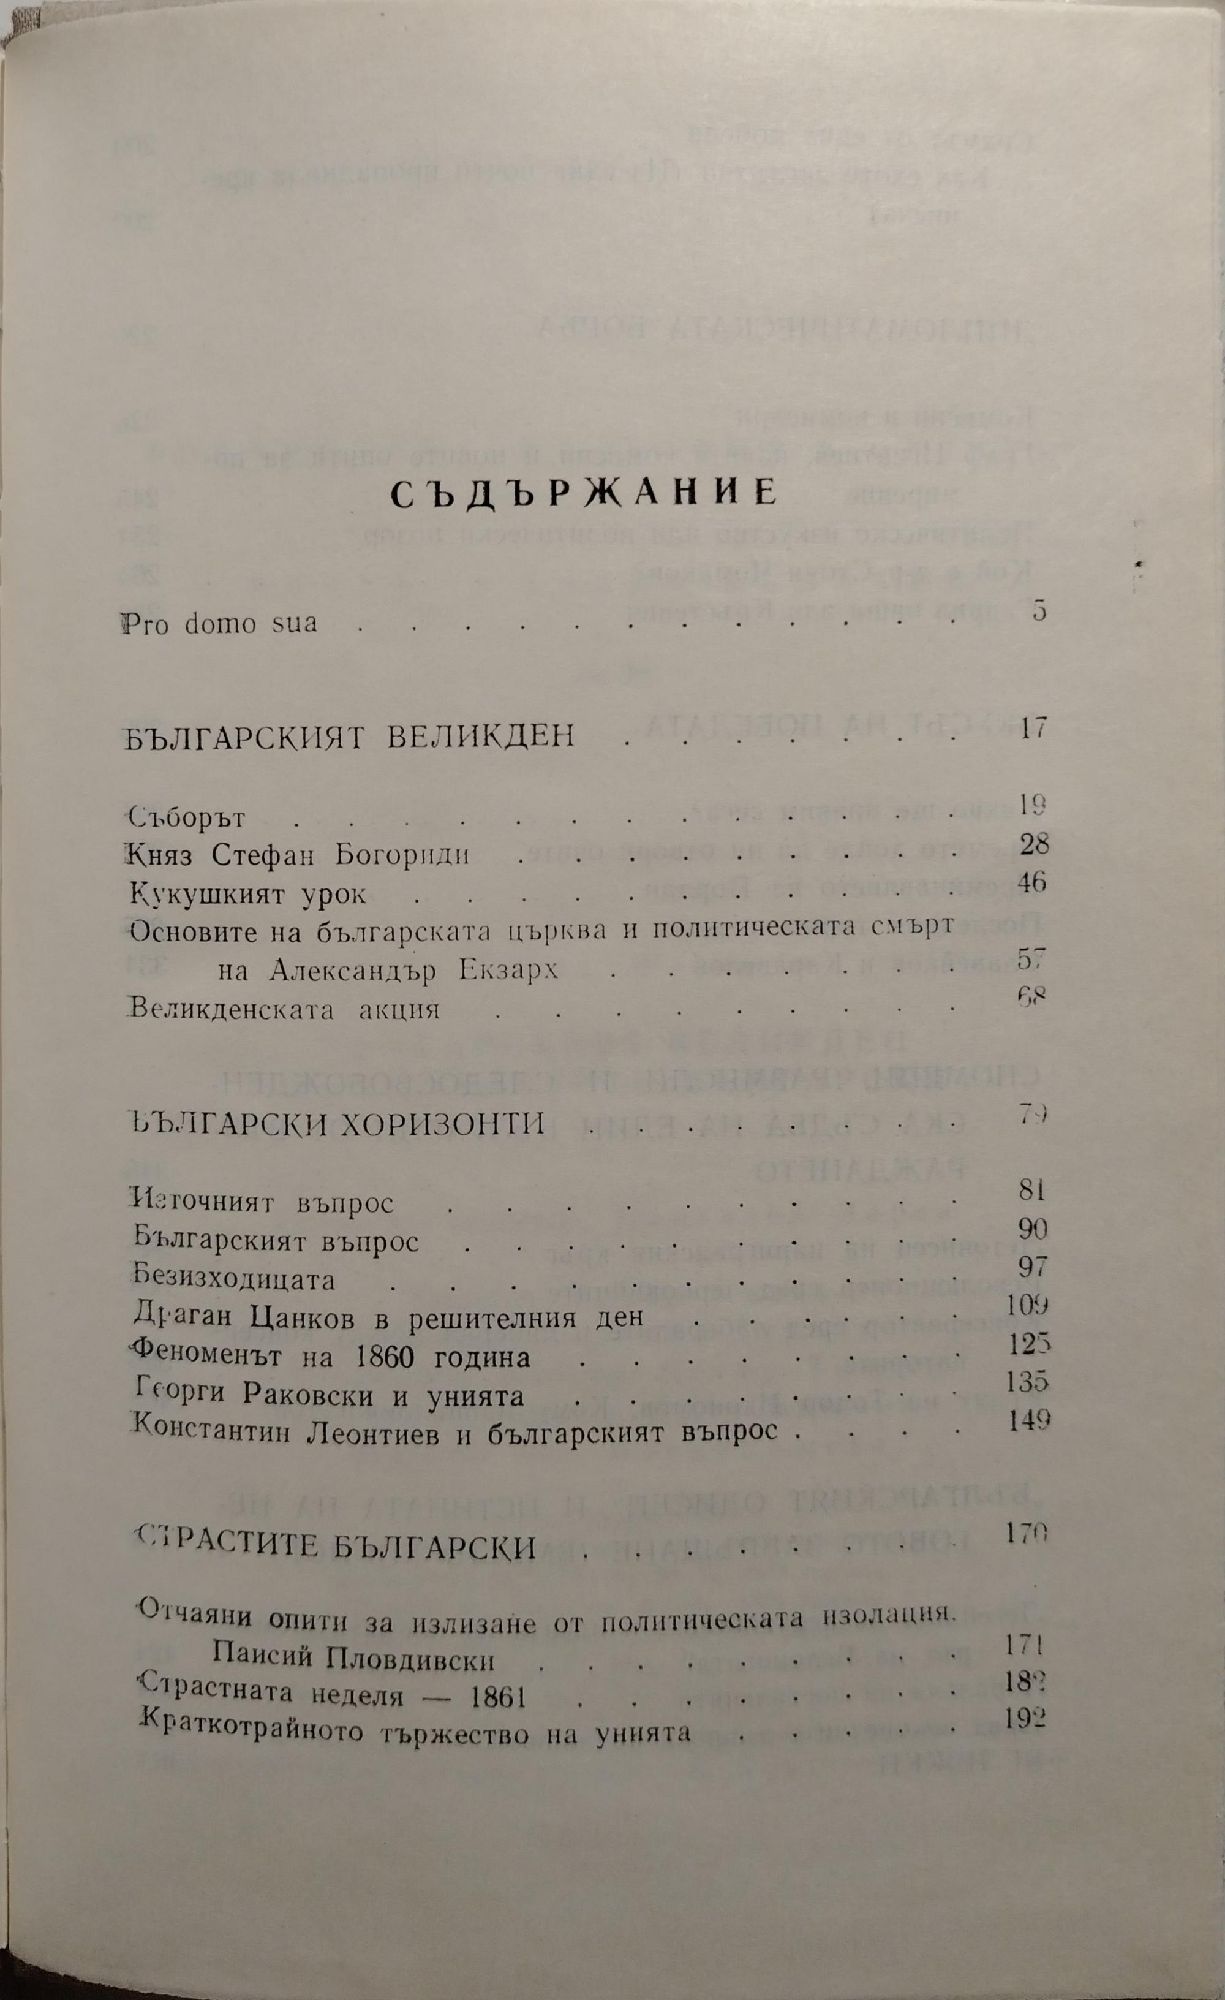 СЪДЪРЖАНИЕ
Pro domo sua . . . . . . . . . . . . 5
БЪЛГАРСКИЯТ ВЕЛИКДЕН . . . . . . . 17
Съборът . . . . . . . . . . 19
Княз Стефан Богориди . . . . . . . . . 28
Кукушкият урок . . . . . . . . . . . 46
Основите на българската църква и политическата смърт
на Александър Екзарх . . . . . . . 57
Великденската акция . . . . . . . . 68
БЪЛГАРСКИ ХОРИЗОНТИ . . . . . . . 79
Източният въпрос . . . . . . . . . 81
Българският въпрос . . . . . . . . . . 90
Безизходицата . . . . . . . . . . 97
Драган Цанков в решителния ден . . . . . . 109
Феноменът на 1860 година . . . . . . . . 125
Георги Раковски и унията . . . . . . . . 135
Константин Леонтиев и българският въпрос . . . . 149
СТРАСТИТЕ БЪЛГАРСКИ . . . . . . . . 170
Отчаяни опити за излизане от политическата изолация.
Паисий Пловдивски . . . . . . . . . 171
Страстната неделя — 1861 . . . . . . . . 182
Краткотрайното тържество на унията . . . . . 192